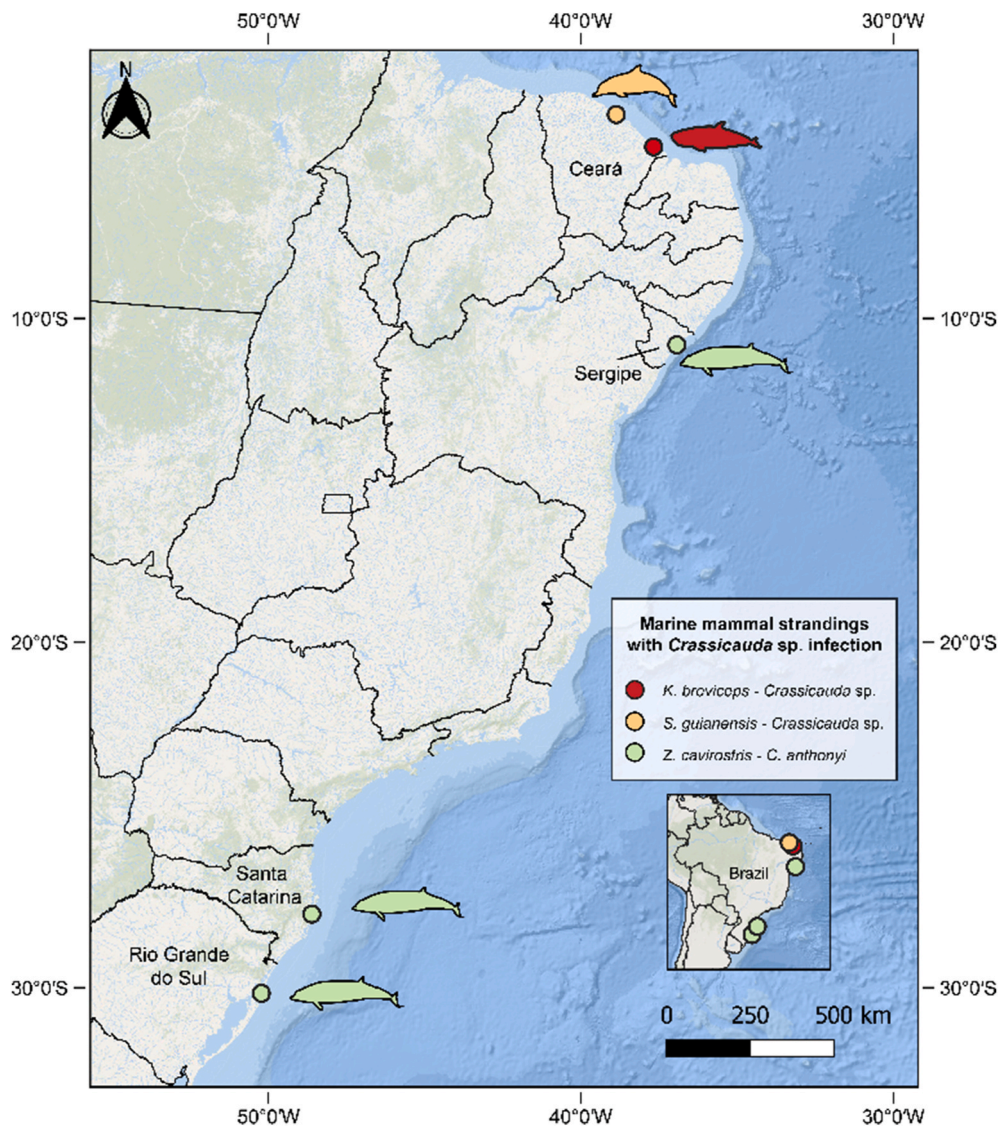 50°0'W 40°0'W 30°0'W
N
Ceará
10°0'S 10°0'S
Sergipe
20°0'S 20°0'S
Marine mammal strandings
with Crassicauda sp. infection
K. breviceps - Crassicauda sp.
S. guianensis - Crassicauda sp.
Z. cavirostris - C. anthonyi
Brazil
Santa
Catarina
Rio Grande
do Sul
30°0'S 30°0'S
0 250 500 km
50°0'W 40°0'W 30°0'W